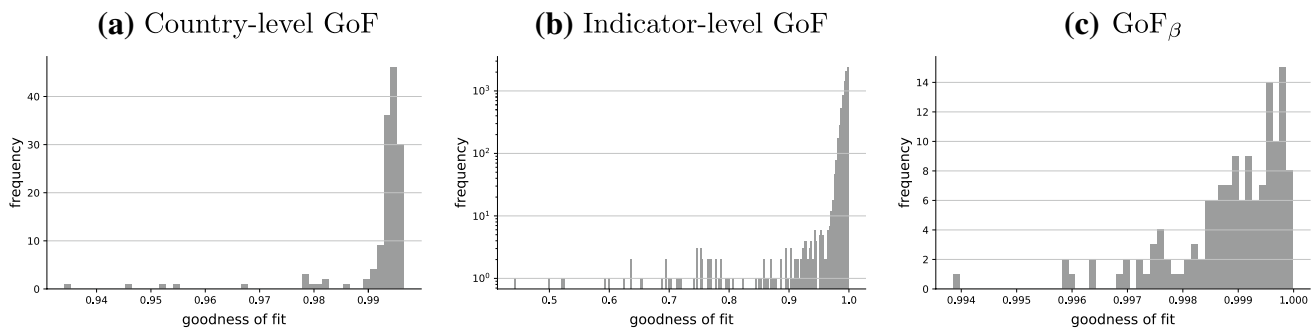 (a) Country-level GoF
40
30
20
10
0
frequency
0.94 0.95 0.96 0.97 0.98 0.99
goodness of fit
(b) Indicator-level GoF
10³
10²
10¹
10⁰
frequency
0.5 0.6 0.7 0.8 0.9 1.0
goodness of fit
(c) GoFβ
14
12
10
8
6
4
2
0
frequency
0.994 0.995 0.996 0.997 0.998 0.999 1.000
goodness of fit